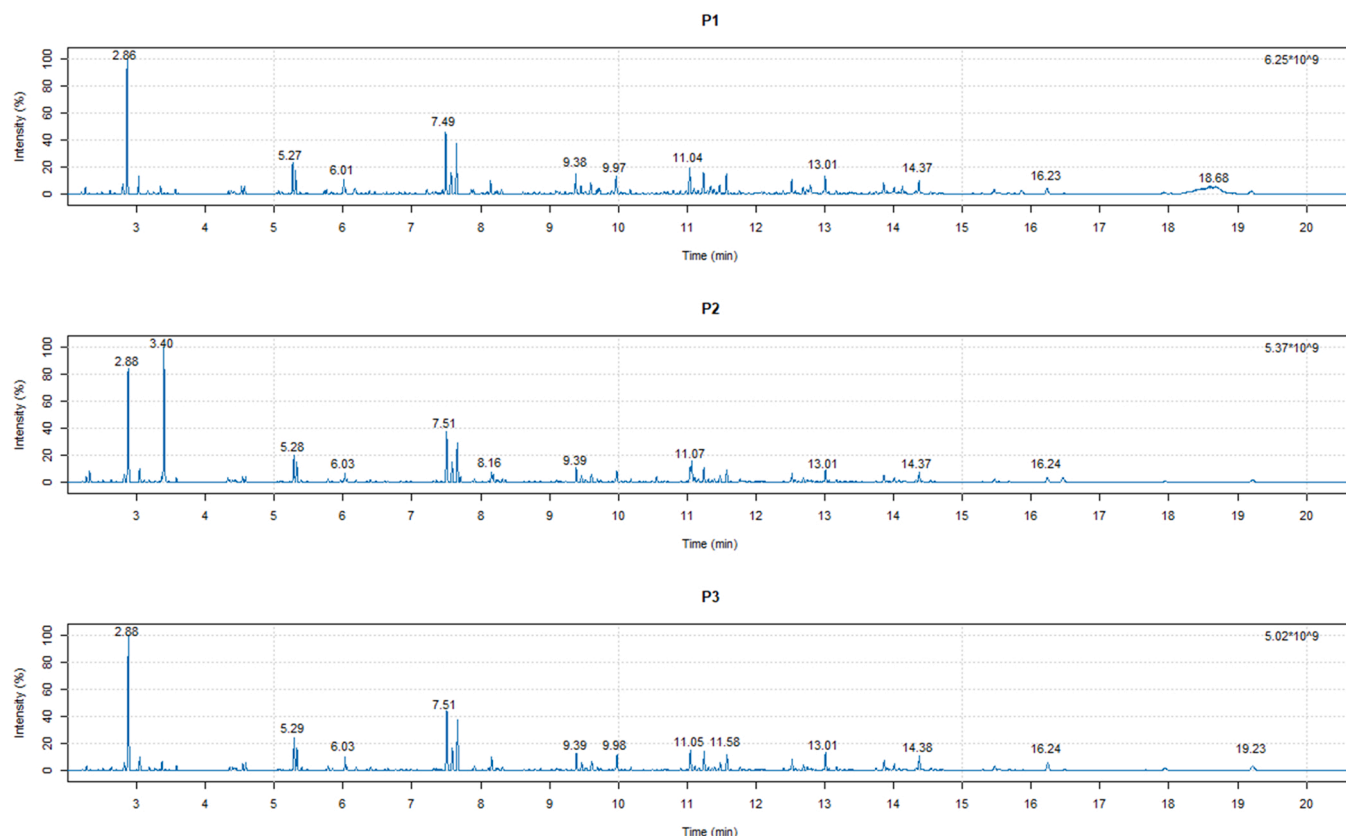 P1
6.25*10^9
2.86
7.49
5.27
6.01
9.38
9.97
11.04
13.01
14.37
16.23
18.68
Intensity (%)
0 20 40 60 80 100
3 4 5 6 7 8 9 10 11 12 13 14 15 16 17 18 19 20
Time (min)
P2
5.37*10^9
3.40
2.88
7.51
5.28
6.03
8.16
9.39
11.07
13.01
14.37
16.24
Intensity (%)
0 20 40 60 80 100
3 4 5 6 7 8 9 10 11 12 13 14 15 16 17 18 19 20
Time (min)
P3
5.02*10^9
2.88
7.51
5.29
6.03
9.39
9.98
11.05
11.58
13.01
14.38
16.24
19.23
Intensity (%)
0 20 40 60 80 100
3 4 5 6 7 8 9 10 11 12 13 14 15 16 17 18 19 20
Time (min)